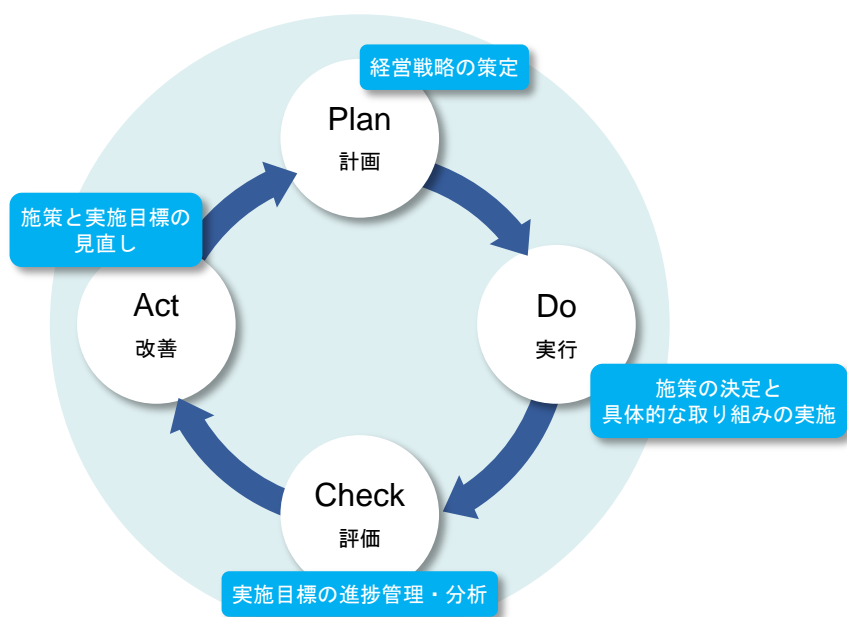 経営戦略の策定
Plan
計画
Do
実行
施策の決定と
具体的な取り組みの実施
Check
評価
実施目標の進捗管理・分析
Act
改善
施策と実施目標の
見直し